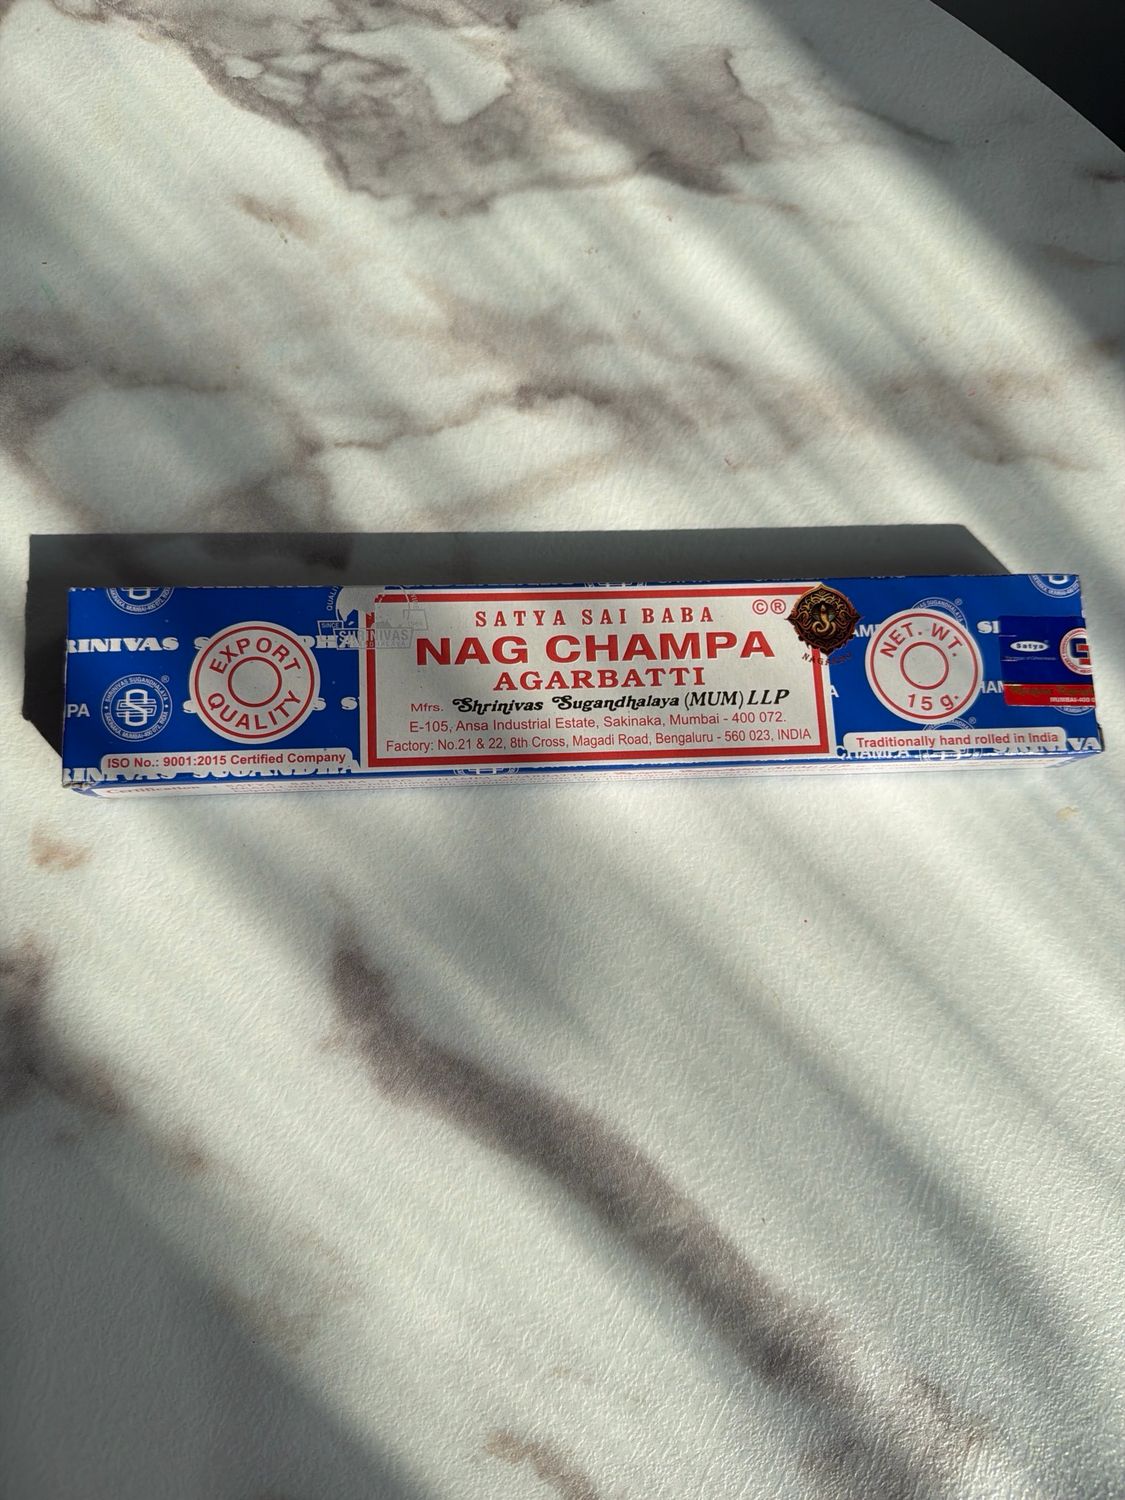 EXPORT
QUALITY
ISO No.: 9001:2015 Certified Company
SATYA SAI BABA
©®
NAG CHAMPA
AGARBATTI
Mfrs. Shrinivas Sugandhalaya (MUM) LLP
E-105, Ansa Industrial Estate, Sakinaka, Mumbai - 400 072.
Factory: No.21 & 22, 8th Cross, Magadi Road, Bengaluru - 560 023, INDIA
NET. WT.
15 g.
Satya
Traditionally hand rolled in India